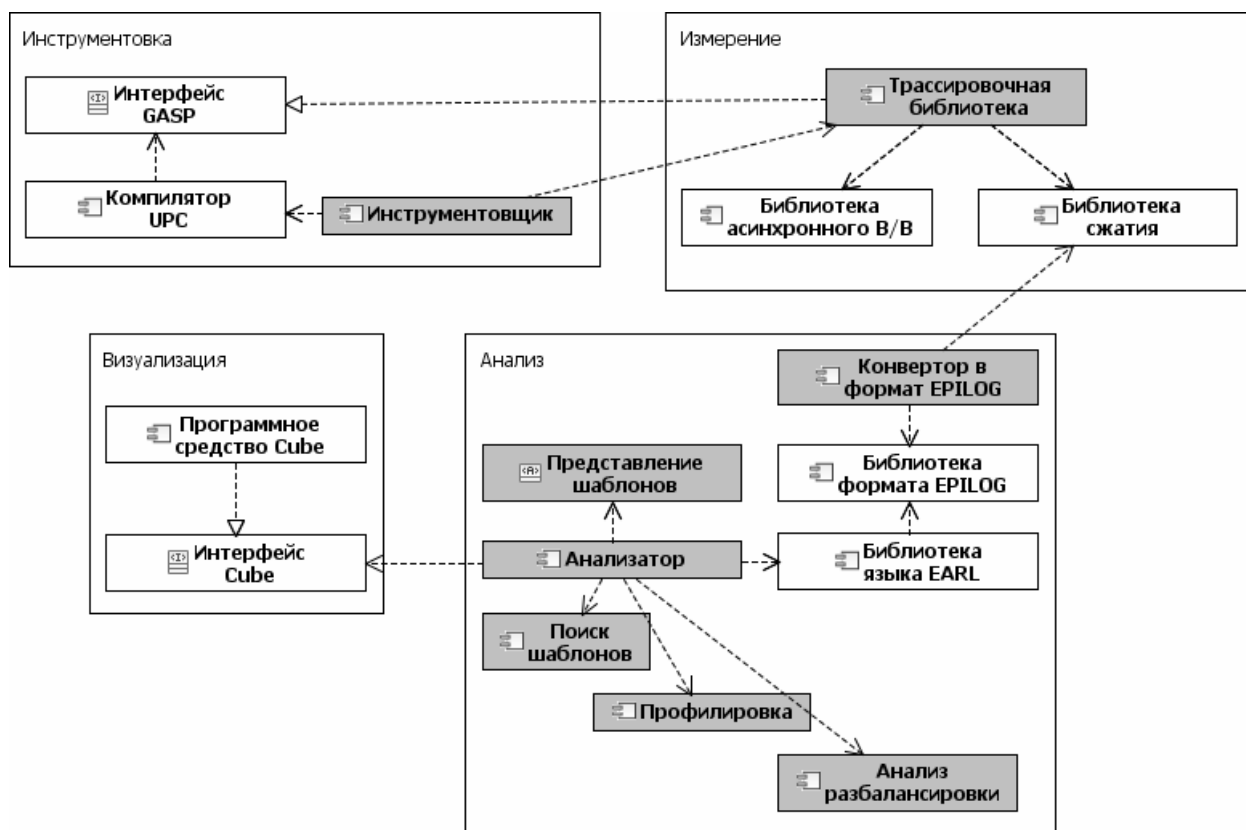 Инструментовка
<I> Интерфейс
GASP
Компилятор
UPC
Инструментовщик
Измерение
Трассировочная
библиотека
Библиотека
асинхронного В/В
Библиотека
сжатия
Визуализация
Программное
средство Cube
<I> Интерфейс
Cube
Анализ
Конвертор в
формат EPILOG
<A> Представление
шаблонов
Библиотека
формата EPILOG
Анализатор
Библиотека
языка EARL
Поиск
шаблонов
Профилировка
Анализ
разбалансировки